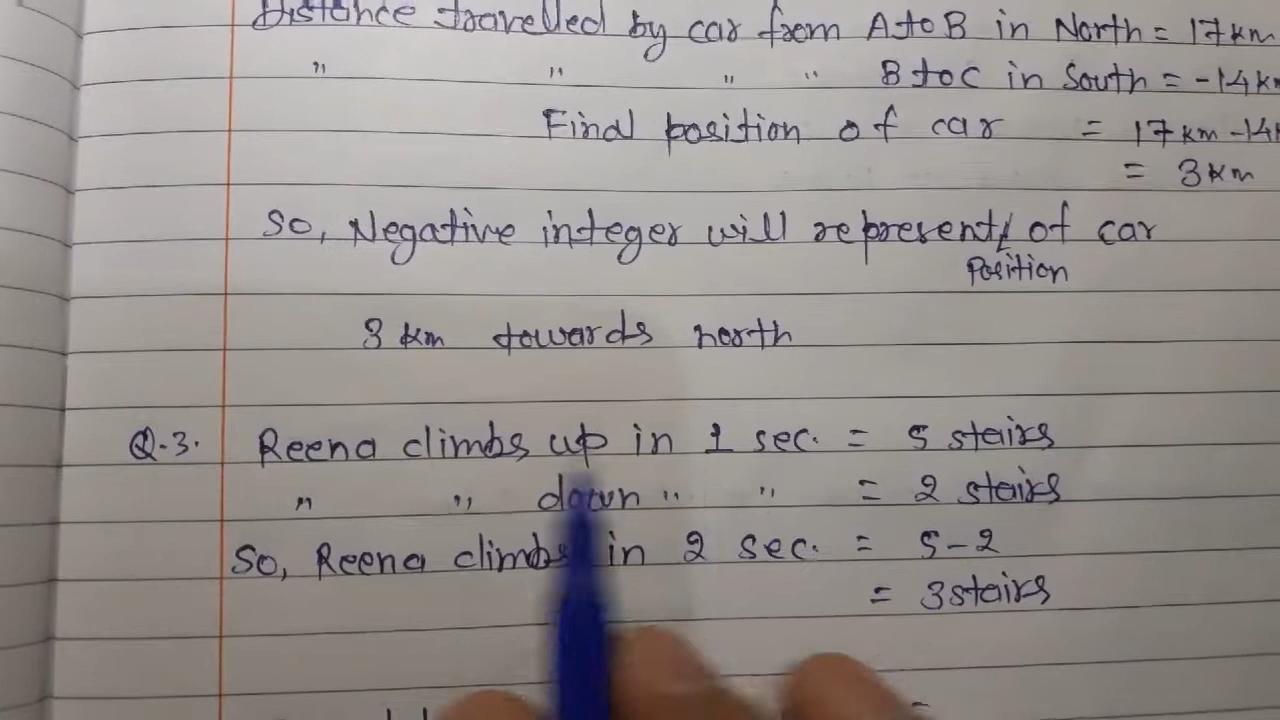 Distance travelled by car from A to B in North = 17 km
" " " " B to C in South = -14 k
Final position of car = 17 km -14
= 3 km
So, Negative integer will represent of car
Position
3 km towards north
Q.3. Reena climbs up in 1 sec. = 5 stairs
" " down " " = 2 stairs
So, Reena climbs in 2 sec. = 5-2
= 3 stairs